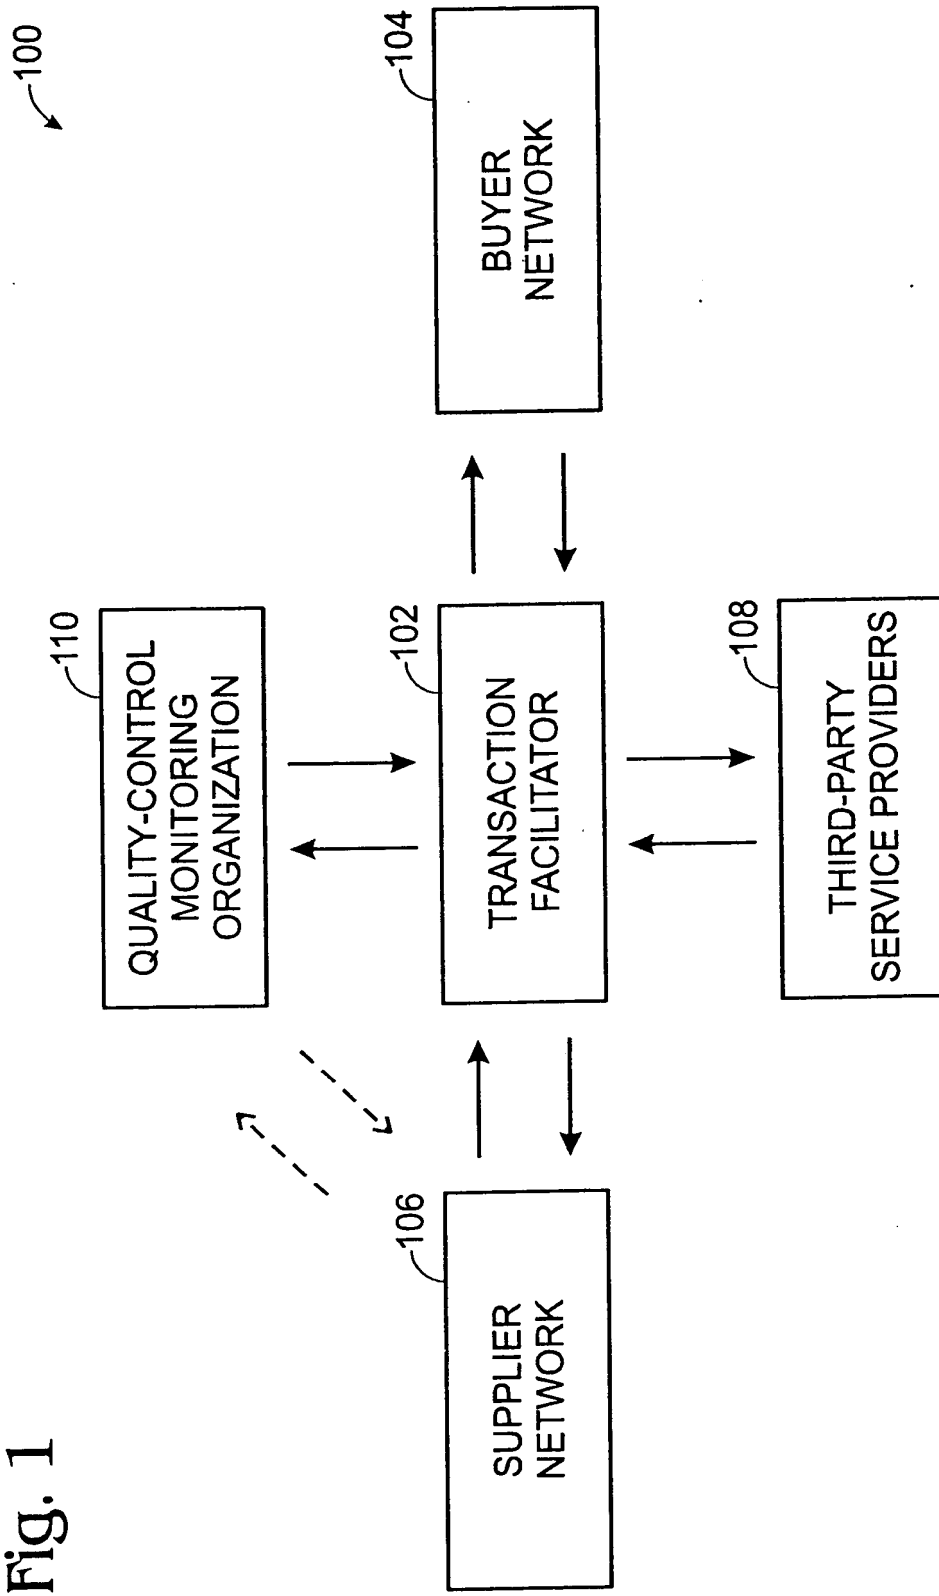 Fig. 1
100
110
QUALITY-CONTROL
MONITORING
ORGANIZATION
106
SUPPLIER
NETWORK
102
TRANSACTION
FACILITATOR
104
BUYER
NETWORK
108
THIRD-PARTY
SERVICE PROVIDERS